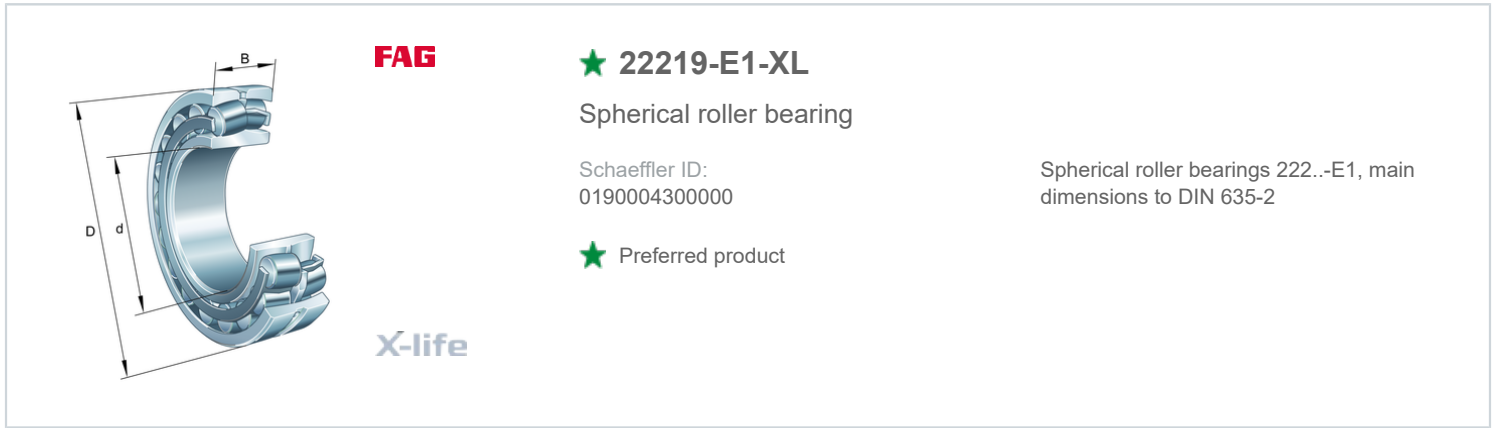 B
FAG
22219-E1-XL
Spherical roller bearing
D
d
Schaeffler ID:
0190004300000
Spherical roller bearings 222..-E1, main
dimensions to DIN 635-2
Preferred product
X-life